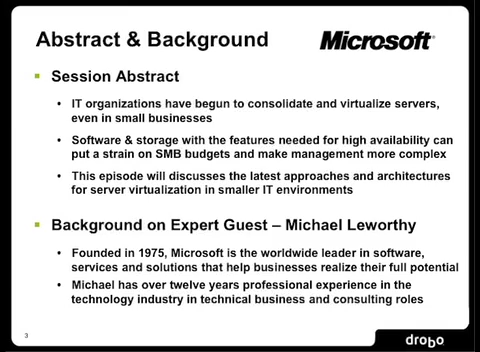 Abstract & Background
Microsoft®
Session Abstract
• IT organizations have begun to consolidate and virtualize servers,
even in small businesses
• Software & storage with the features needed for high availability can
put a strain on SMB budgets and make management more complex
• This episode will discusses the latest approaches and architectures
for server virtualization in smaller IT environments
Background on Expert Guest – Michael Leworthy
• Founded in 1975, Microsoft is the worldwide leader in software,
services and solutions that help businesses realize their full potential
• Michael has over twelve years professional experience in the
technology industry in technical business and consulting roles
3
drobo